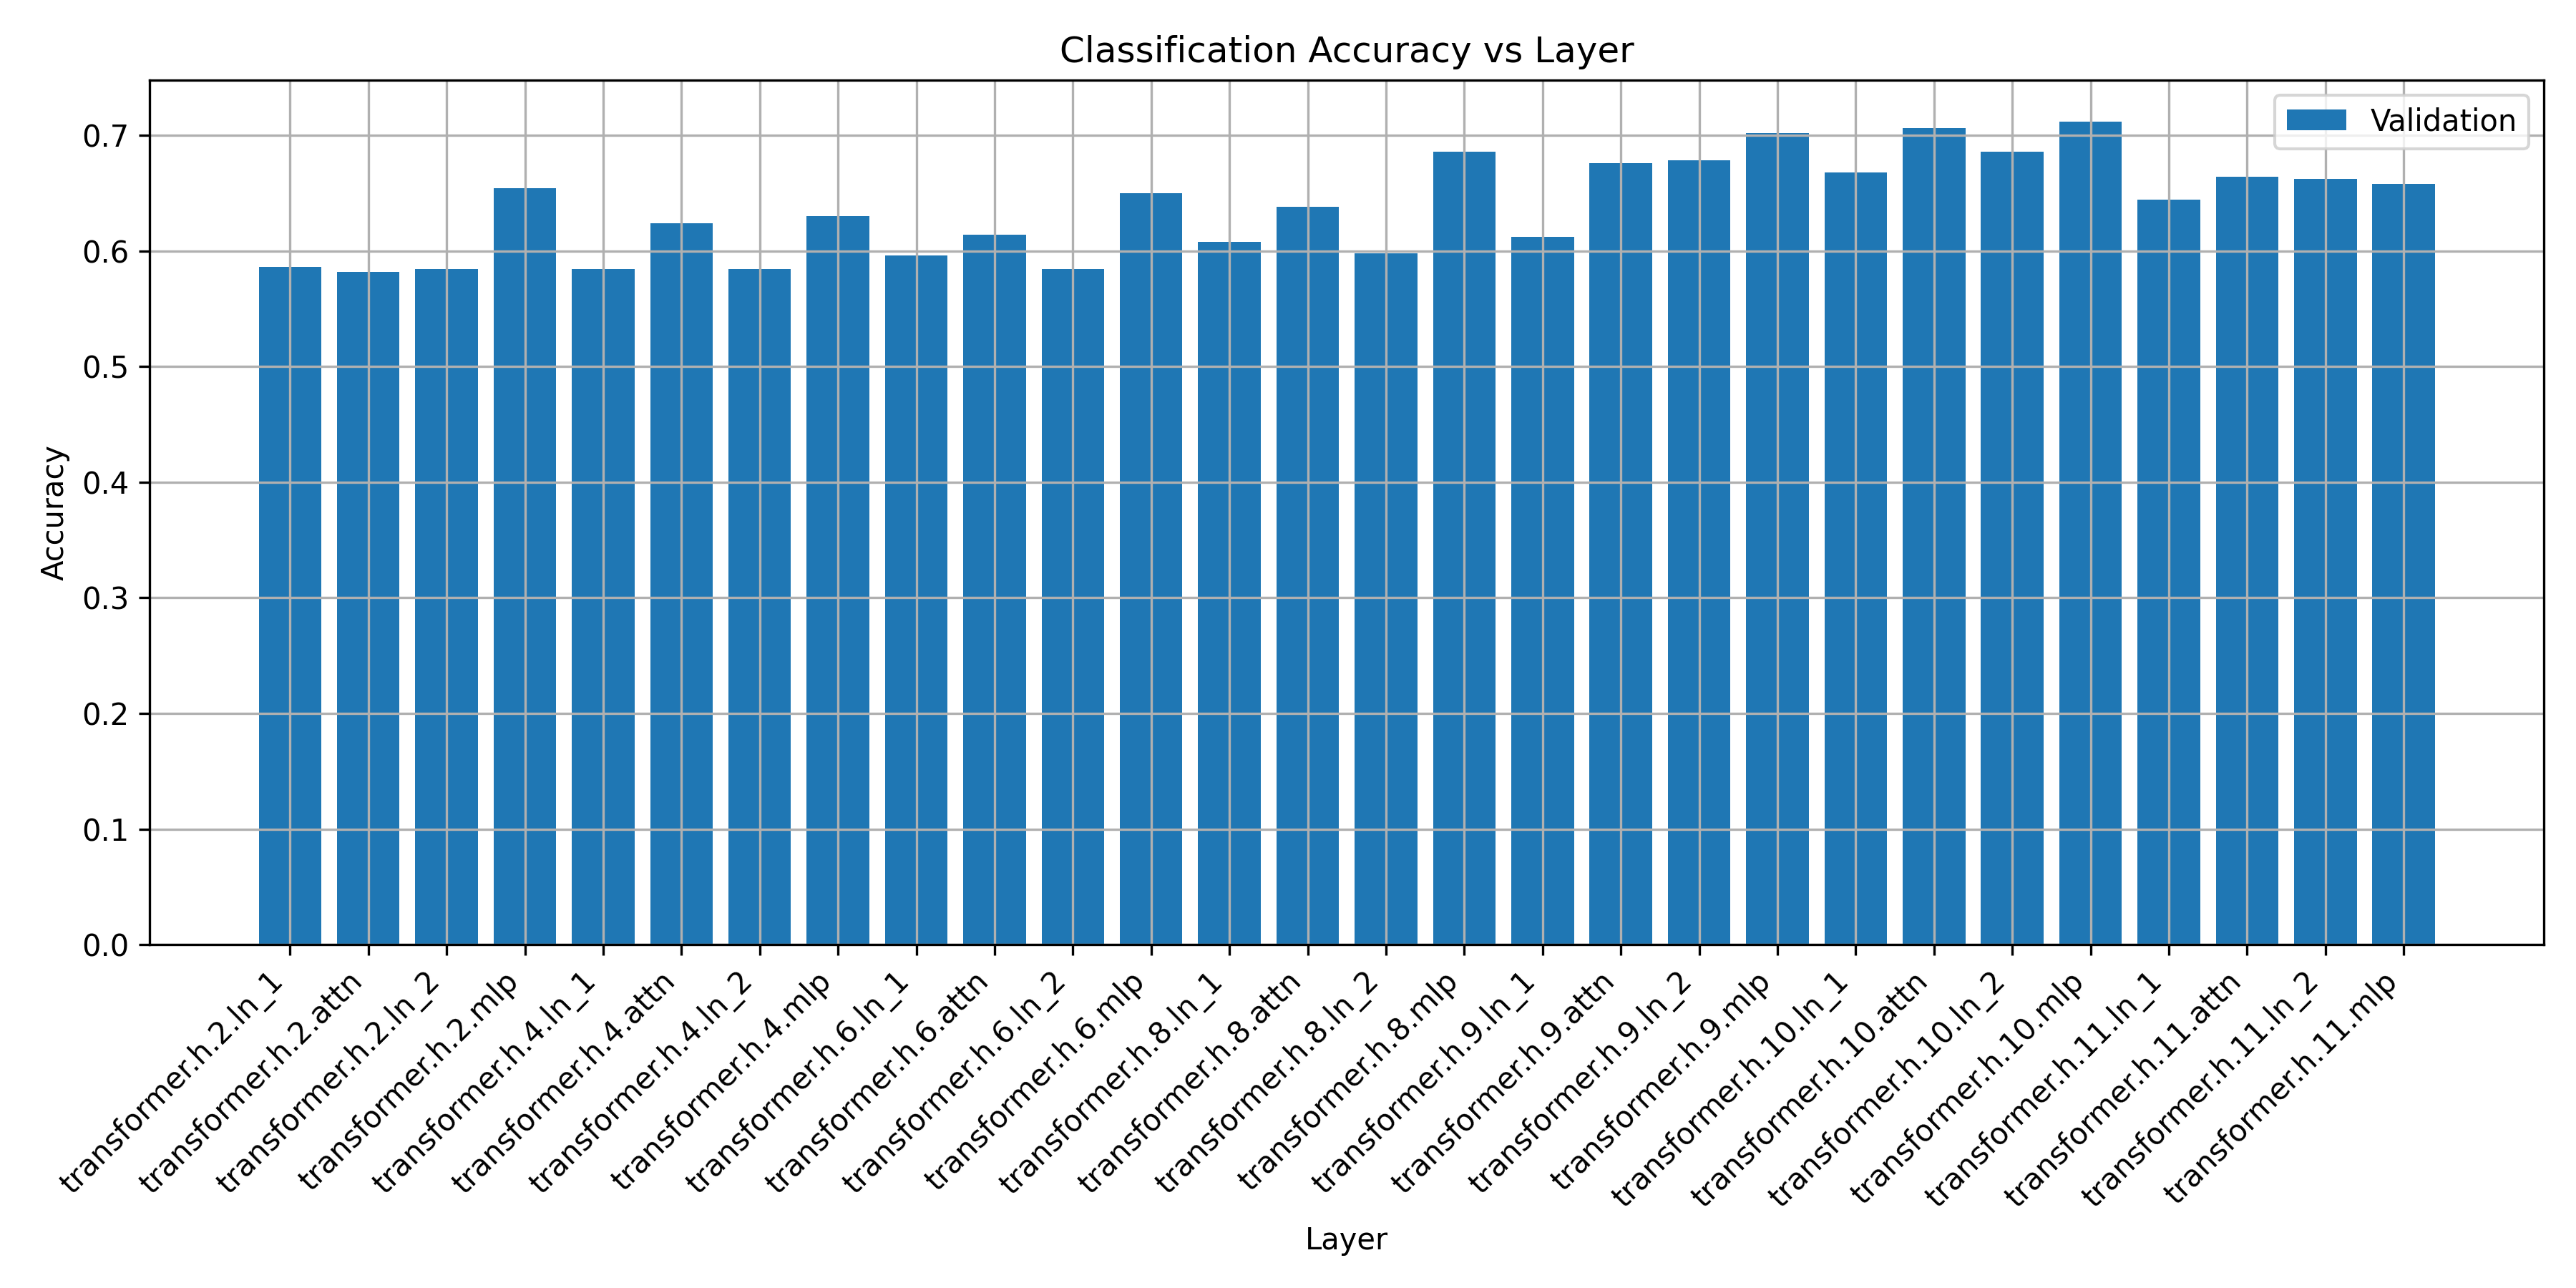 Classification Accuracy vs Layer
Validation
Accuracy
0.7
0.6
0.5
0.4
0.3
0.2
0.1
0.0
transformer.h.2.ln_1
transformer.h.2.attn
transformer.h.2.ln_2
transformer.h.2.mlp
transformer.h.4.ln_1
transformer.h.4.attn
transformer.h.4.ln_2
transformer.h.4.mlp
transformer.h.6.ln_1
transformer.h.6.attn
transformer.h.6.ln_2
transformer.h.6.mlp
transformer.h.8.ln_1
transformer.h.8.attn
transformer.h.8.ln_2
transformer.h.8.mlp
transformer.h.9.ln_1
transformer.h.9.attn
transformer.h.9.ln_2
transformer.h.9.mlp
transformer.h.10.ln_1
transformer.h.10.attn
transformer.h.10.ln_2
transformer.h.10.mlp
transformer.h.11.ln_1
transformer.h.11.attn
transformer.h.11.ln_2
transformer.h.11.mlp
Layer